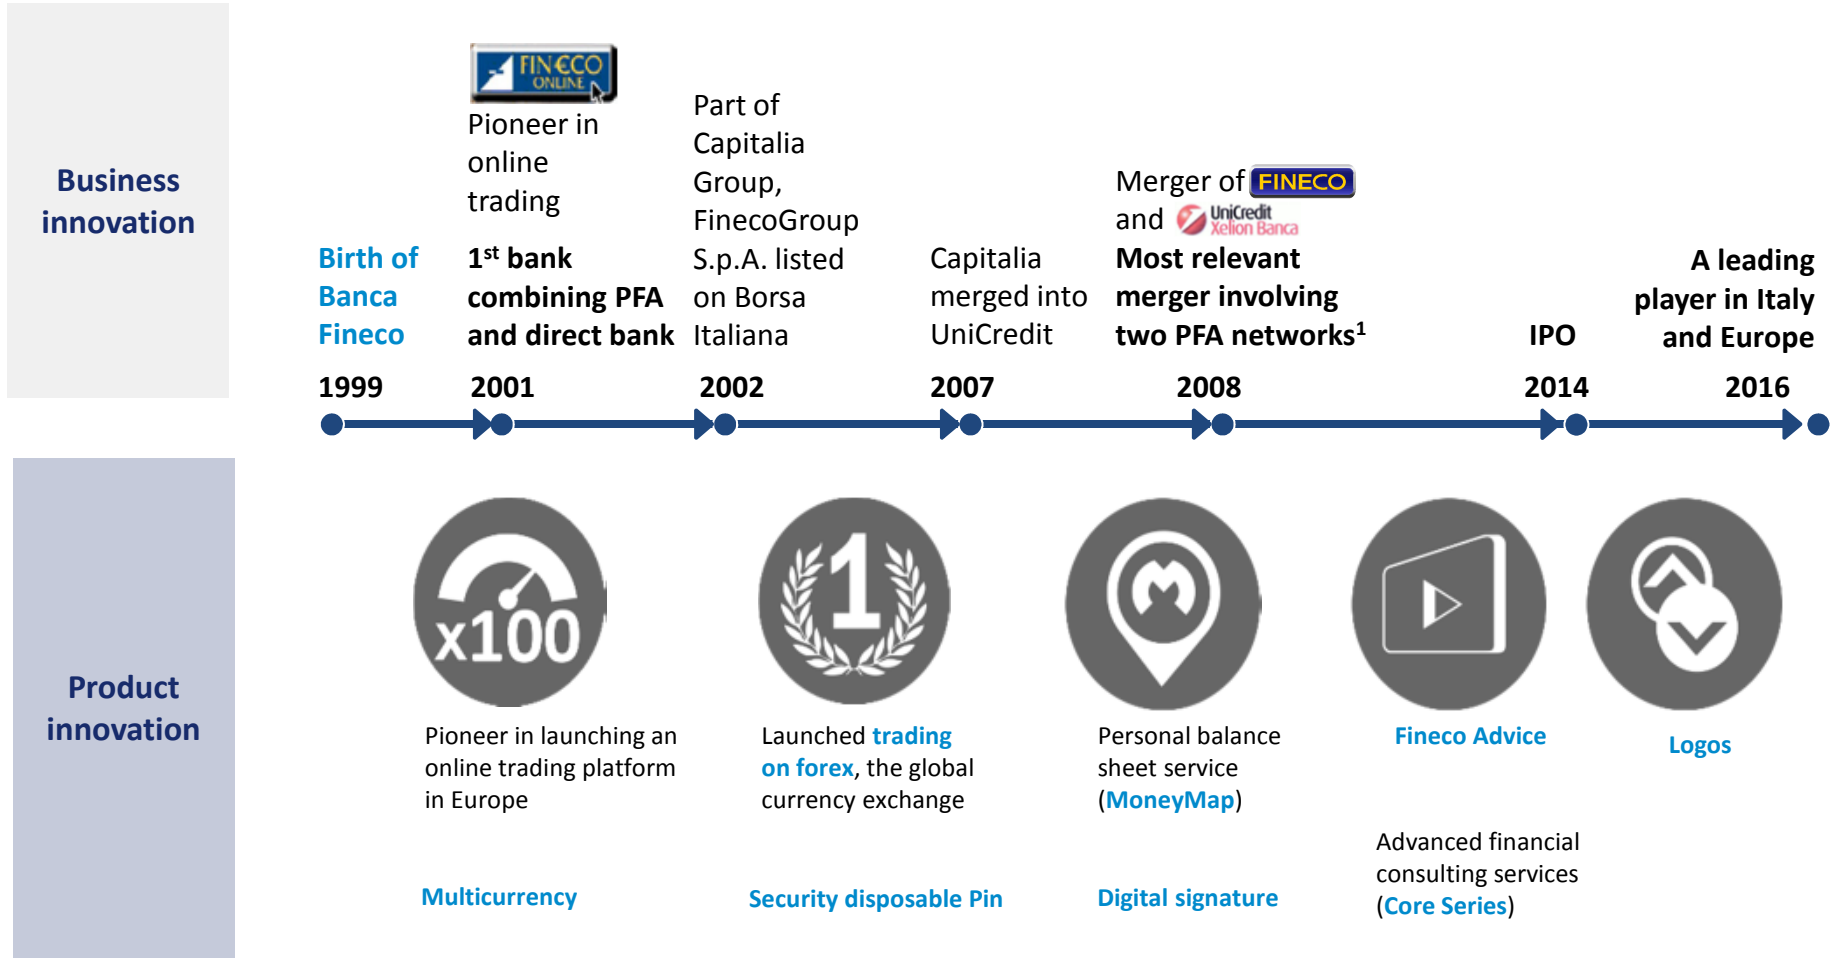 Business
innovation
FIN€CO
ONLINE
Pioneer in
online
trading
Part of
Capitalia
Group,
FinecoGroup
S.p.A. listed
on Borsa
Italiana
Merger of FINECO
and UniCredit
Xelion Banca
Birth of
Banca
Fineco
1st bank
combining PFA
and direct bank
Capitalia
merged into
UniCredit
Most relevant
merger involving
two PFA networks1
IPO
A leading
player in Italy
and Europe
1999
2001
2002
2007
2008
2014
2016
Product
innovation
x100
1
M
Pioneer in launching an
online trading platform
in Europe
Multicurrency
Launched trading
on forex, the global
currency exchange
Security disposable Pin
Personal balance
sheet service
(MoneyMap)
Digital signature
Fineco Advice
Advanced financial
consulting services
(Core Series)
Logos